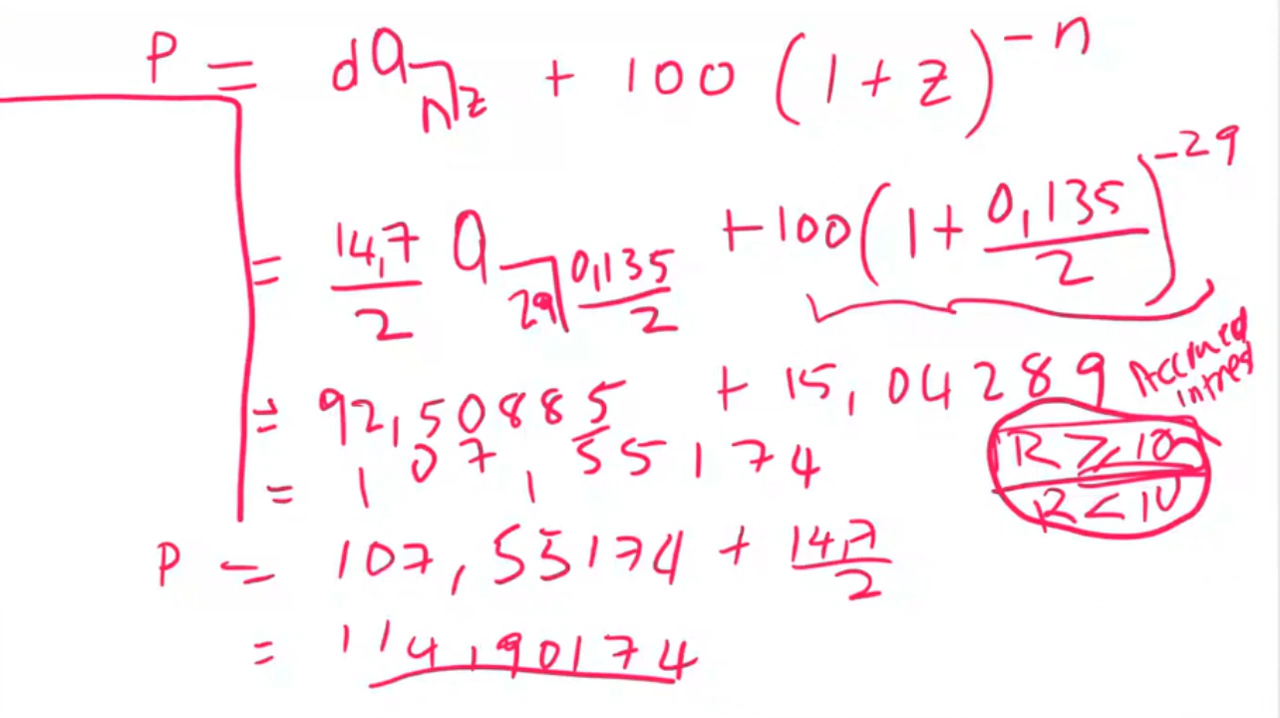 P = da n̅|z + 100 (1 + z)^-n
= 14,7/2 a 29̅| 0,135/2 + 100 (1 + 0,135/2)^-29
= 92,50885 + 15,04289
Accrued
intres
R ≥ 10
R < 10
= 107,55174
P = 107,55174 + 14,7/2
= 114,90174